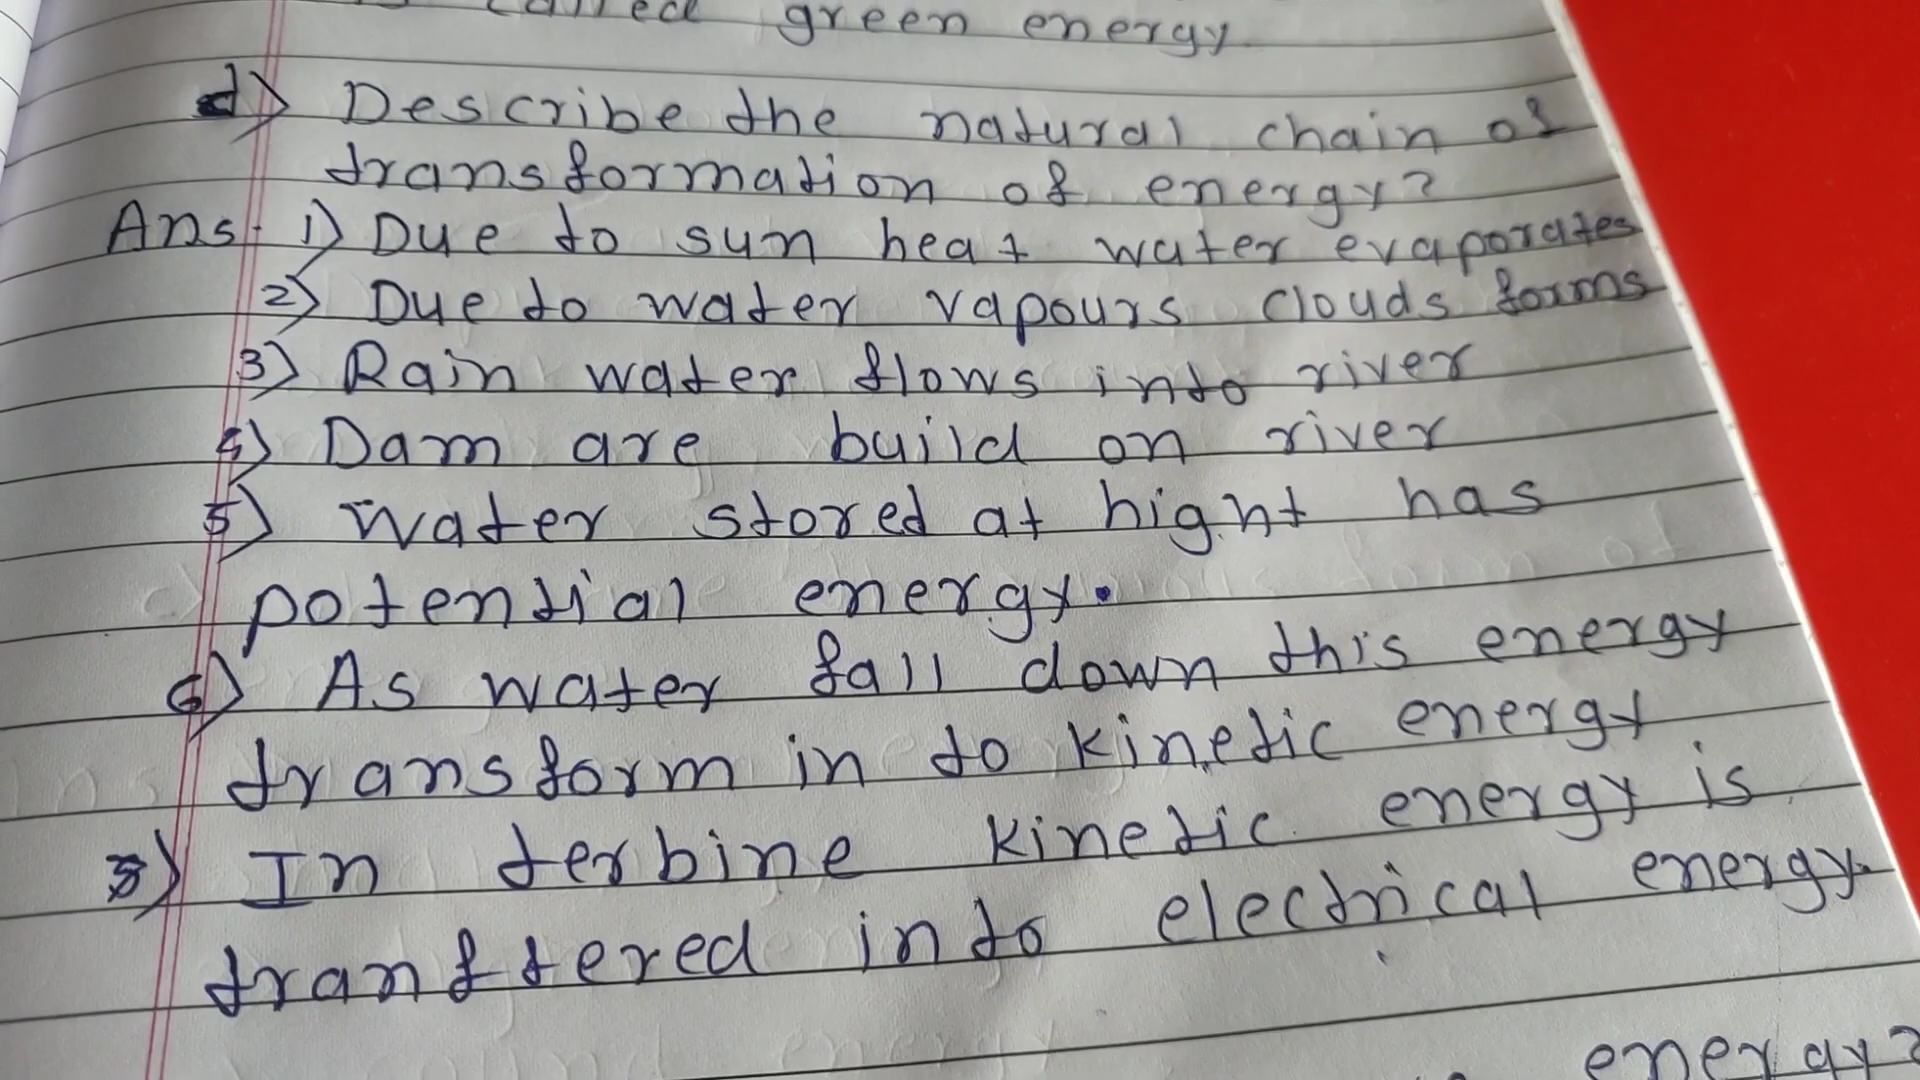 called green energy
d) Describe the natural chain of
transformation of energy?
Ans:- 1) Due to sun heat water evaporates
2) Due to water vapours clouds forms
3) Rain water flows into river
4) Dam are build on river
5) Water stored at hight has
potential energy.
6) As water fall down this energy
transform in to kinetic energy
7) In terbine kinetic energy is
tranftered into electrical energy.
energy?